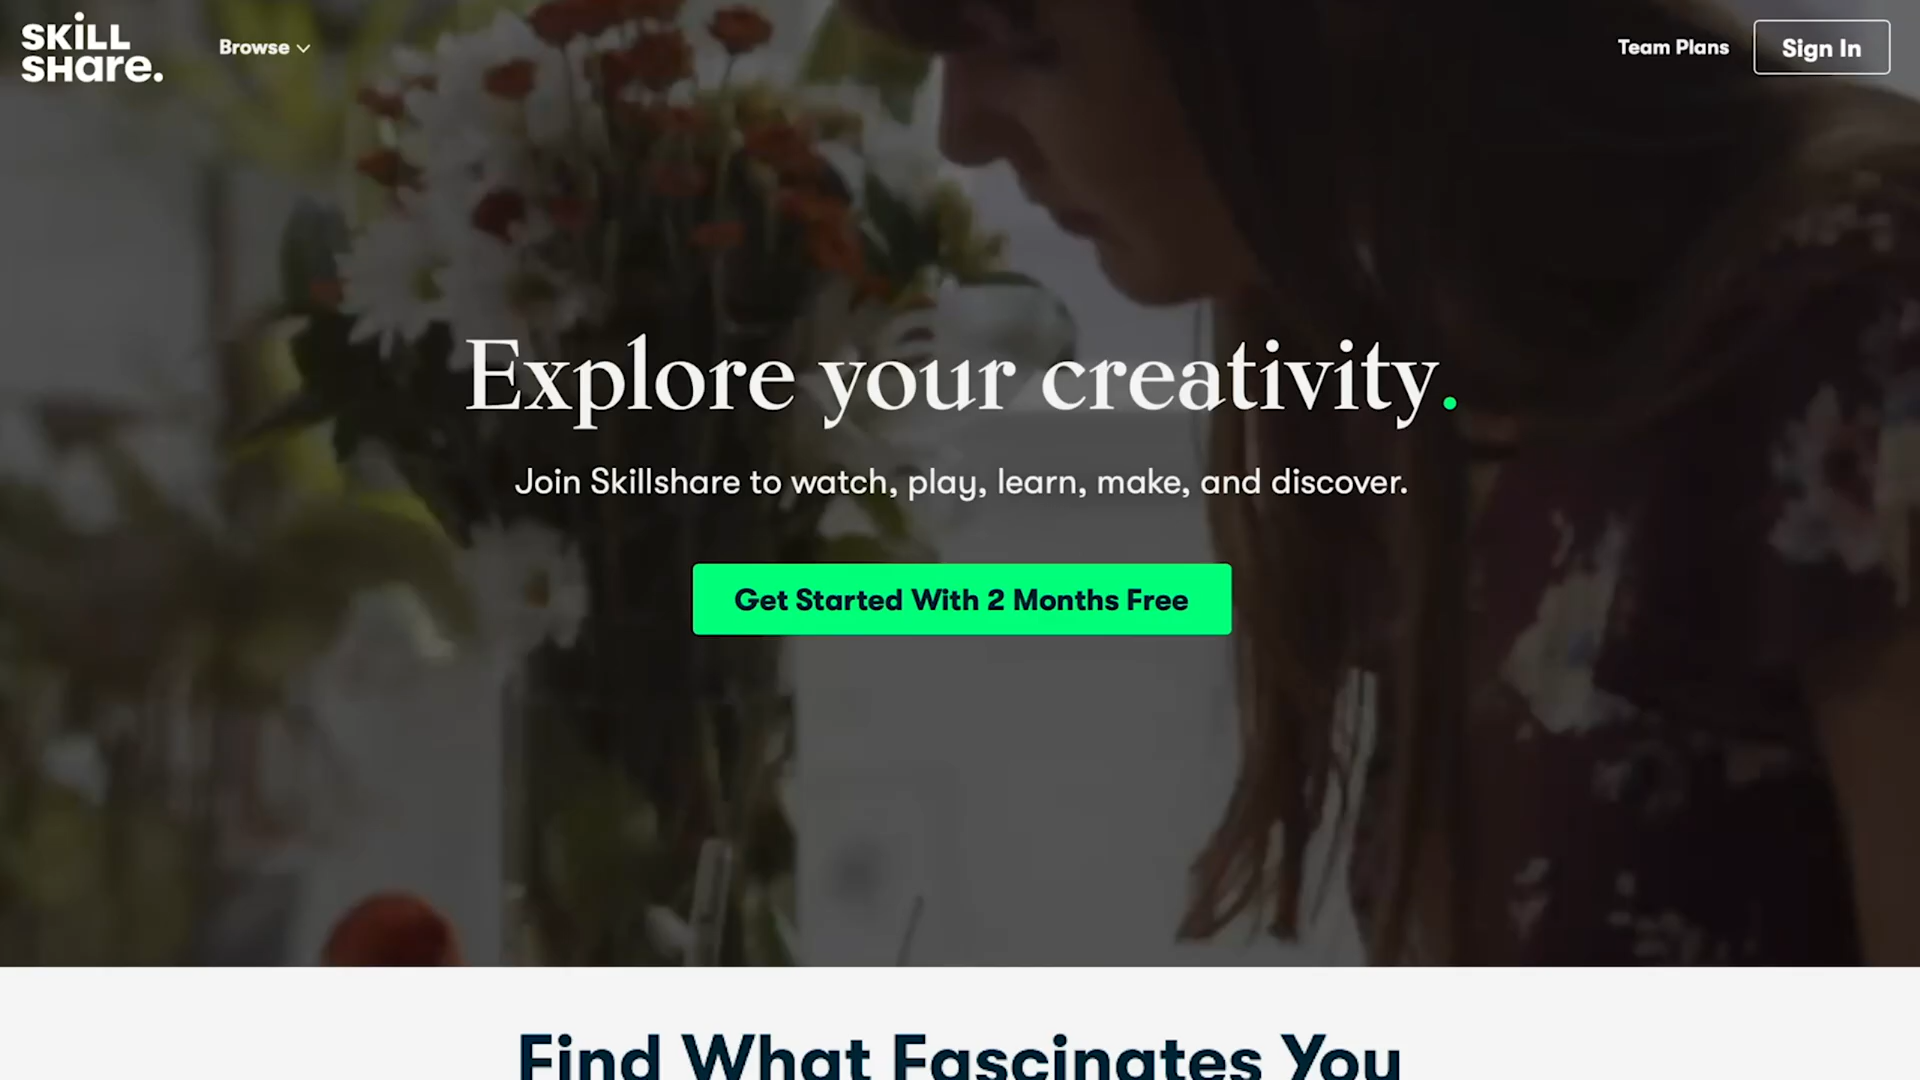 SKiLL
SHare.
Browse
Team Plans
Sign In
Explore your creativity.
Join Skillshare to watch, play, learn, make, and discover.
Get Started With 2 Months Free
Find What Fascinates You